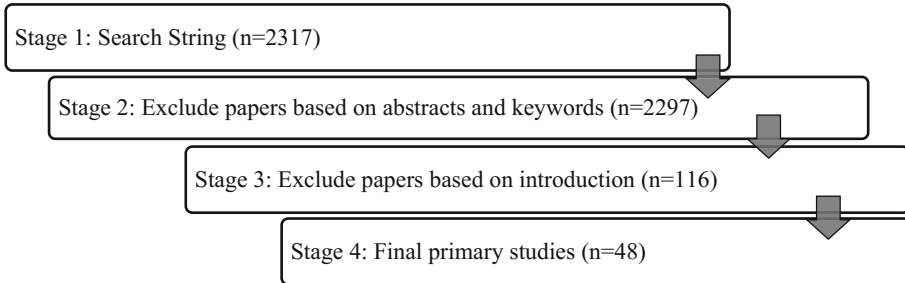 Stage 1: Search String (n=2317)
Stage 2: Exclude papers based on abstracts and keywords (n=2297)
Stage 3: Exclude papers based on introduction (n=116)
Stage 4: Final primary studies (n=48)